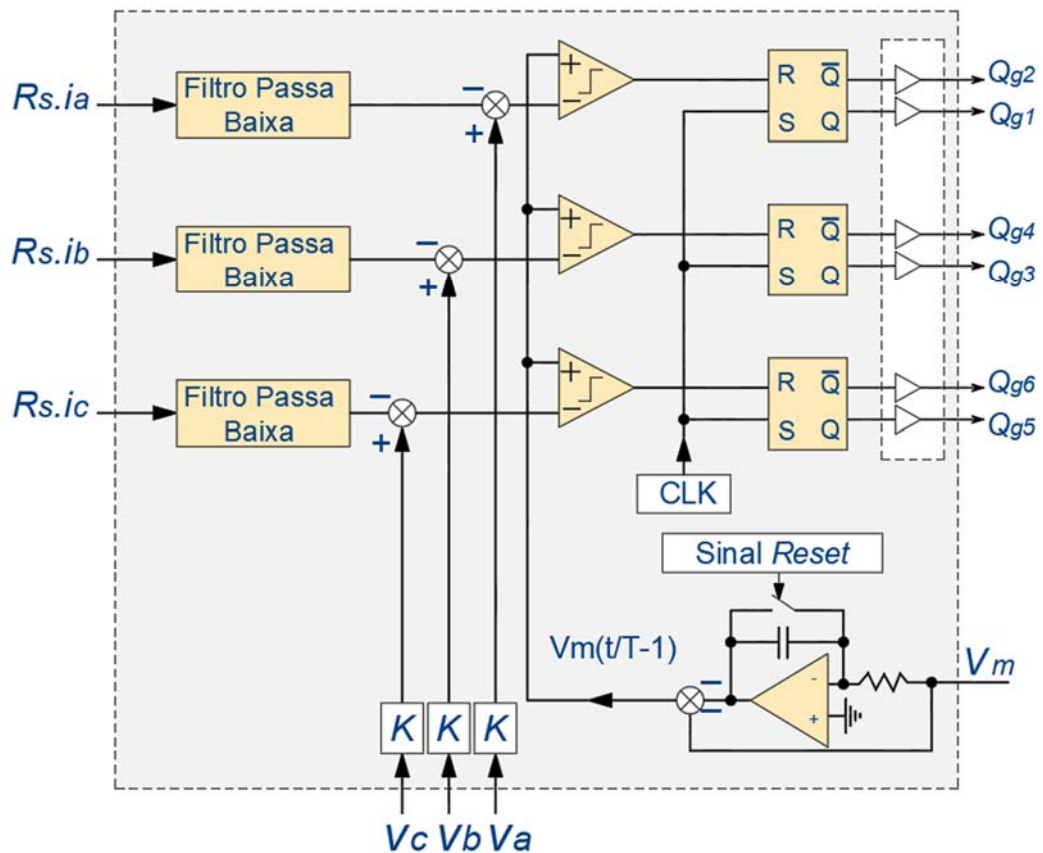 Rs.ia
Filtro Passa
Baixa
−
+
+
−
R
Q̅
S
Q
Qg2
Qg1
Rs.ib
Filtro Passa
Baixa
−
+
+
−
R
Q̅
S
Q
Qg4
Qg3
Rs.ic
Filtro Passa
Baixa
−
+
+
−
R
Q̅
S
Q
Qg6
Qg5
CLK
Sinal Reset
Vm(t/T-1)
−
−
-
+
Vm
K
K
K
Vc
Vb
Va